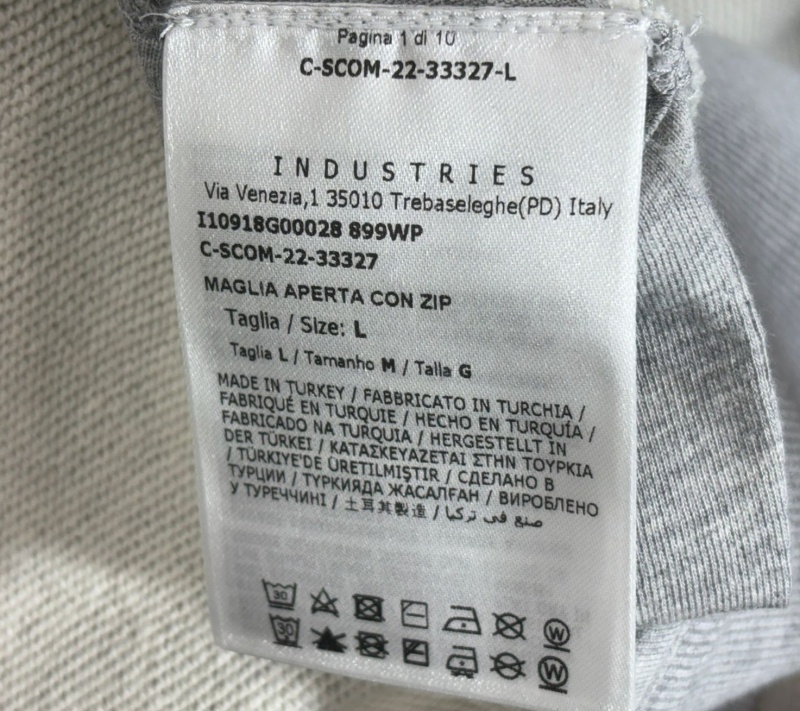 Pagina 1 di 10
C-SCOM-22-33327-L
INDUSTRIES
Via Venezia,1 35010 Trebaseleghe(PD) Italy
I10918G00028 899WP
C-SCOM-22-33327
MAGLIA APERTA CON ZIP
Taglia / Size: L
Taglia L / Tamanho M / Talla G
MADE IN TURKEY / FABBRICATO IN TURCHIA /
FABRIQUÉ EN TURQUIE / HECHO EN TURQUÍA /
FABRICADO NA TURQUIA / HERGESTELLT IN
DER TÜRKEI / ΚΑΤΑΣΚΕΥΑΖΕΤΑΙ ΣΤΗΝ ΤΟΥΡΚΙΑ
/ TÜRKIYE'DE ÜRETILMIŞTIR / СДЕЛАНО В
ТУРЦИИ / ТҮРКИЯДА ЖАСАЛҒАН / ВИРОБЛЕНО
У ТУРЕЧЧИНІ / 土耳其製造 / صنع في تركيا
30
W
30
W